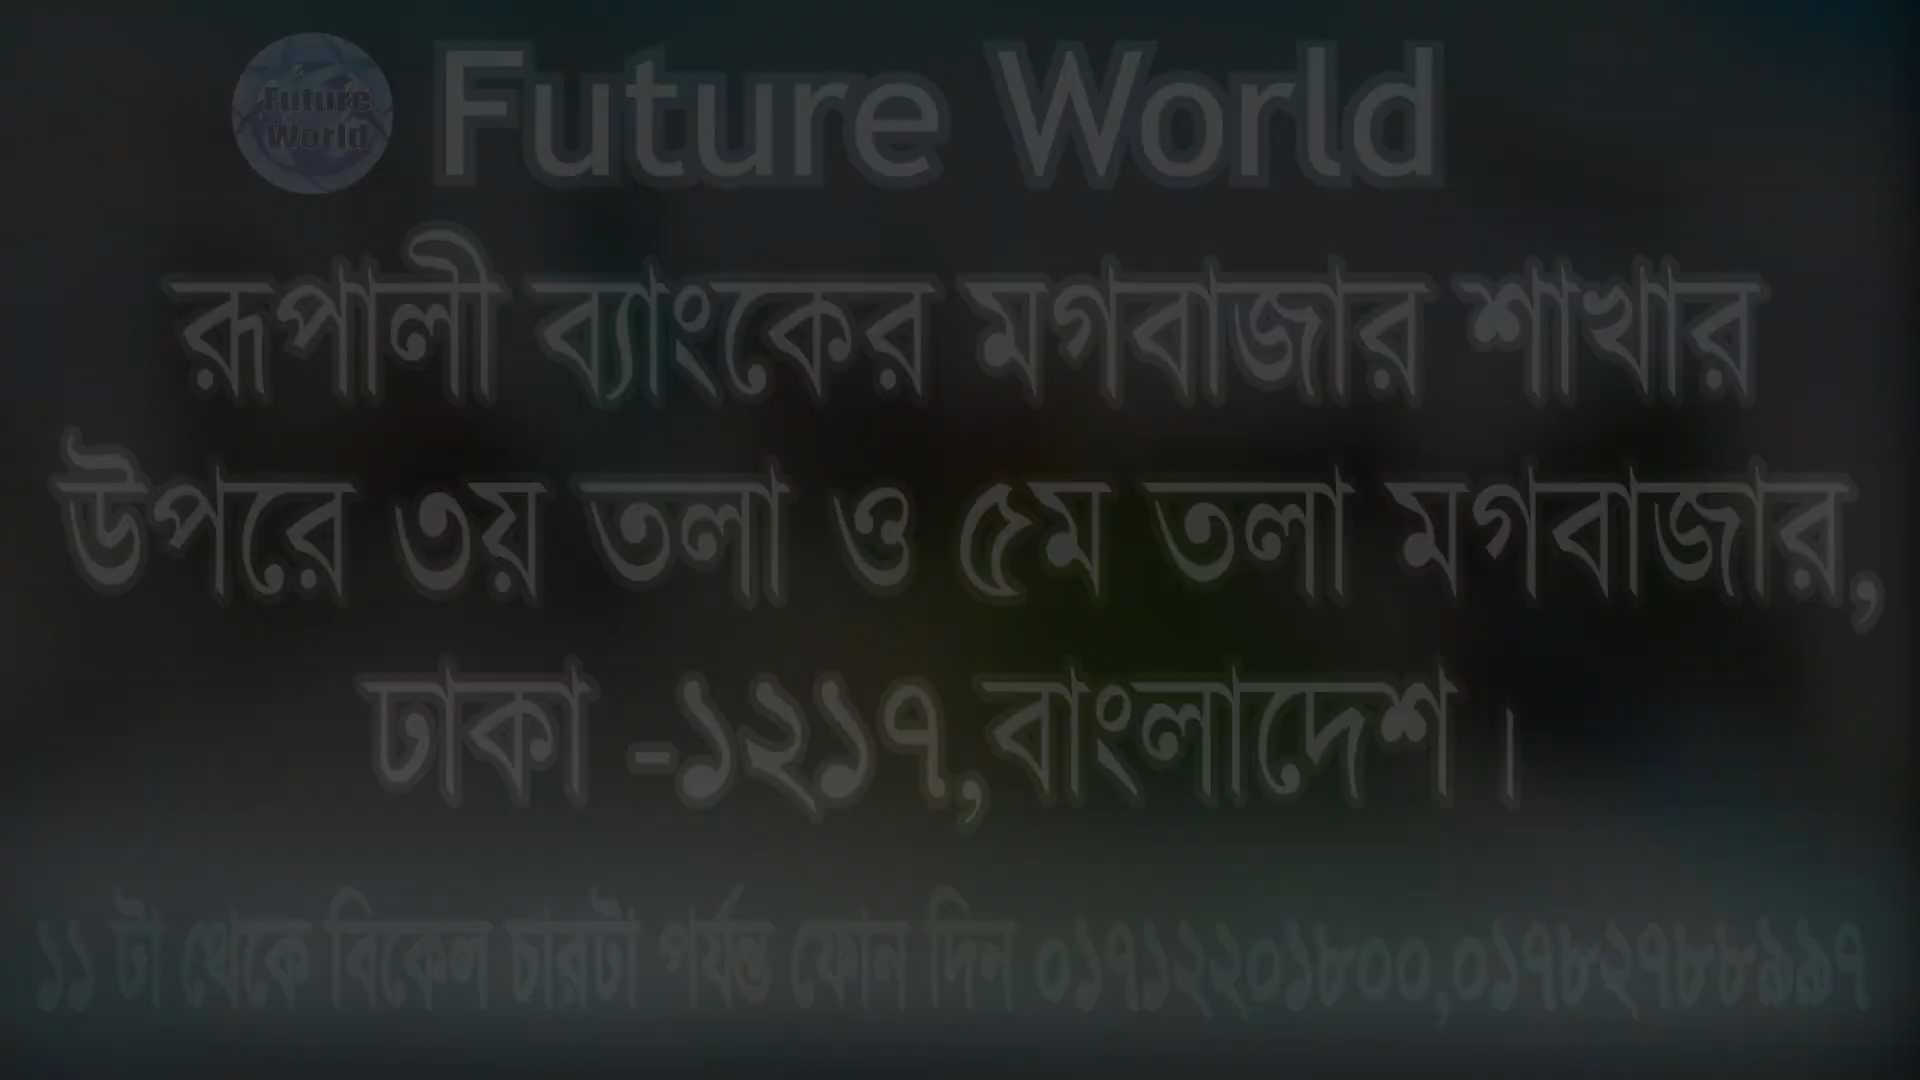 Future World
Future
World
রূপালী ব্যাংকের মগবাজার শাখার
উপরে ৩য় তলা ও ৫ম তলা মগবাজার,
ঢাকা -১২১৭,বাংলাদেশ ।
১১ টা থেকে বিকেল চারটা পর্যন্ত ফোন দিন ০১৭১২২০১৮০০,০১৭৮২৭৮৮৯৯৭